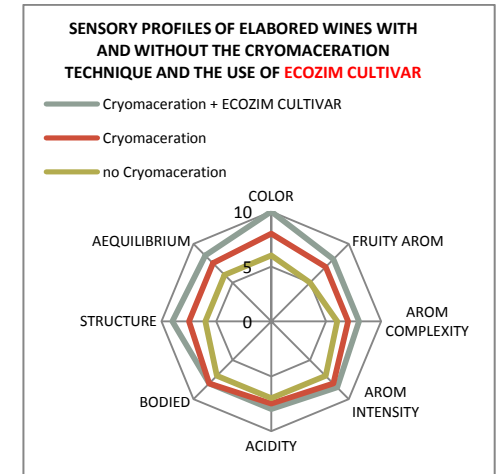 SENSORY PROFILES OF ELABORED WINES WITH
AND WITHOUT THE CRYOMACERATION
TECHNIQUE AND THE USE OF ECOZIM CULTIVAR
Cryomaceration + ECOZIM CULTIVAR
Cryomaceration
no Cryomaceration
COLOR
10
AEQUILIBRIUM
FRUITY AROM
5
STRUCTURE
0
AROM
COMPLEXITY
BODIED
AROM
INTENSITY
ACIDITY